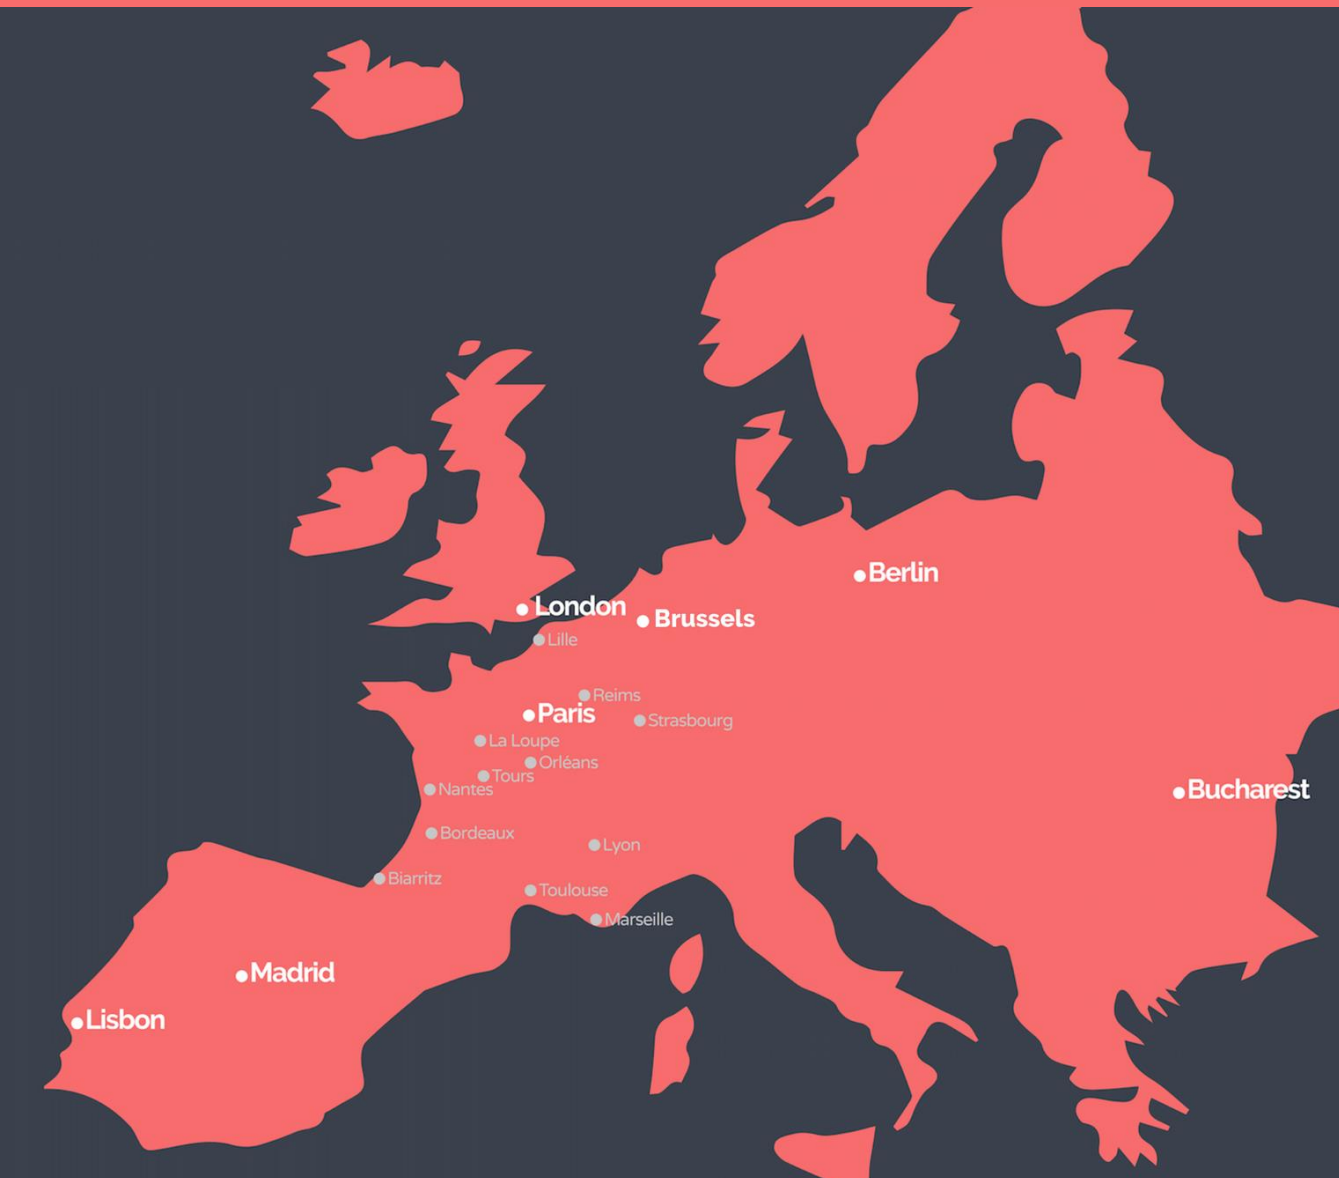 Berlin
London
Brussels
Lille
Reims
Paris
Strasbourg
La Loupe
Orléans
Tours
Nantes
Bucharest
Bordeaux
Lyon
Biarritz
Toulouse
Marseille
Madrid
Lisbon